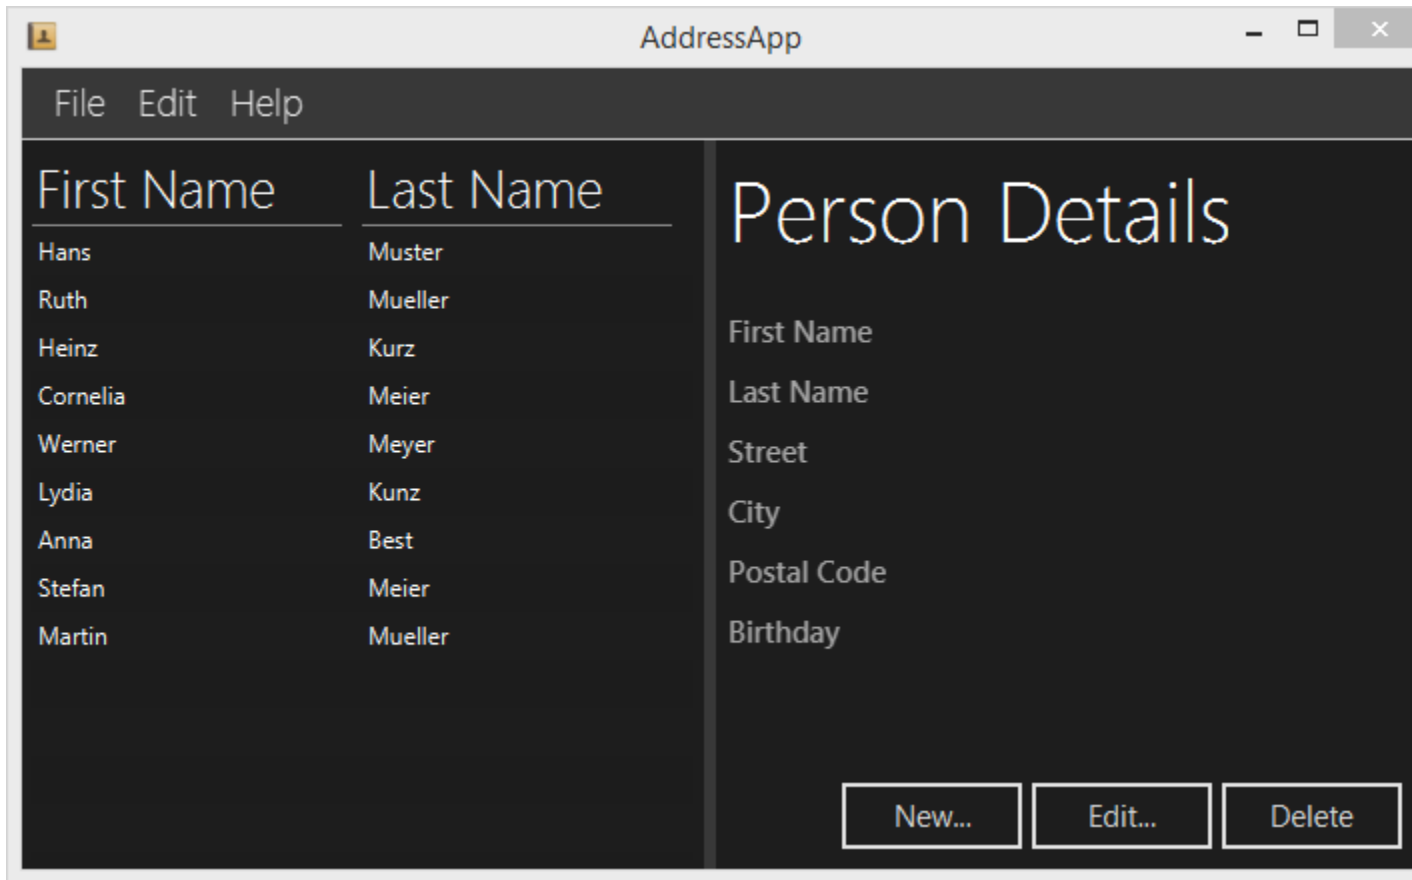 AddressApp
File Edit Help
First Name Last Name
Hans Muster
Ruth Mueller
Heinz Kurz
Cornelia Meier
Werner Meyer
Lydia Kunz
Anna Best
Stefan Meier
Martin Mueller
Person Details
First Name
Last Name
Street
City
Postal Code
Birthday
New... Edit... Delete